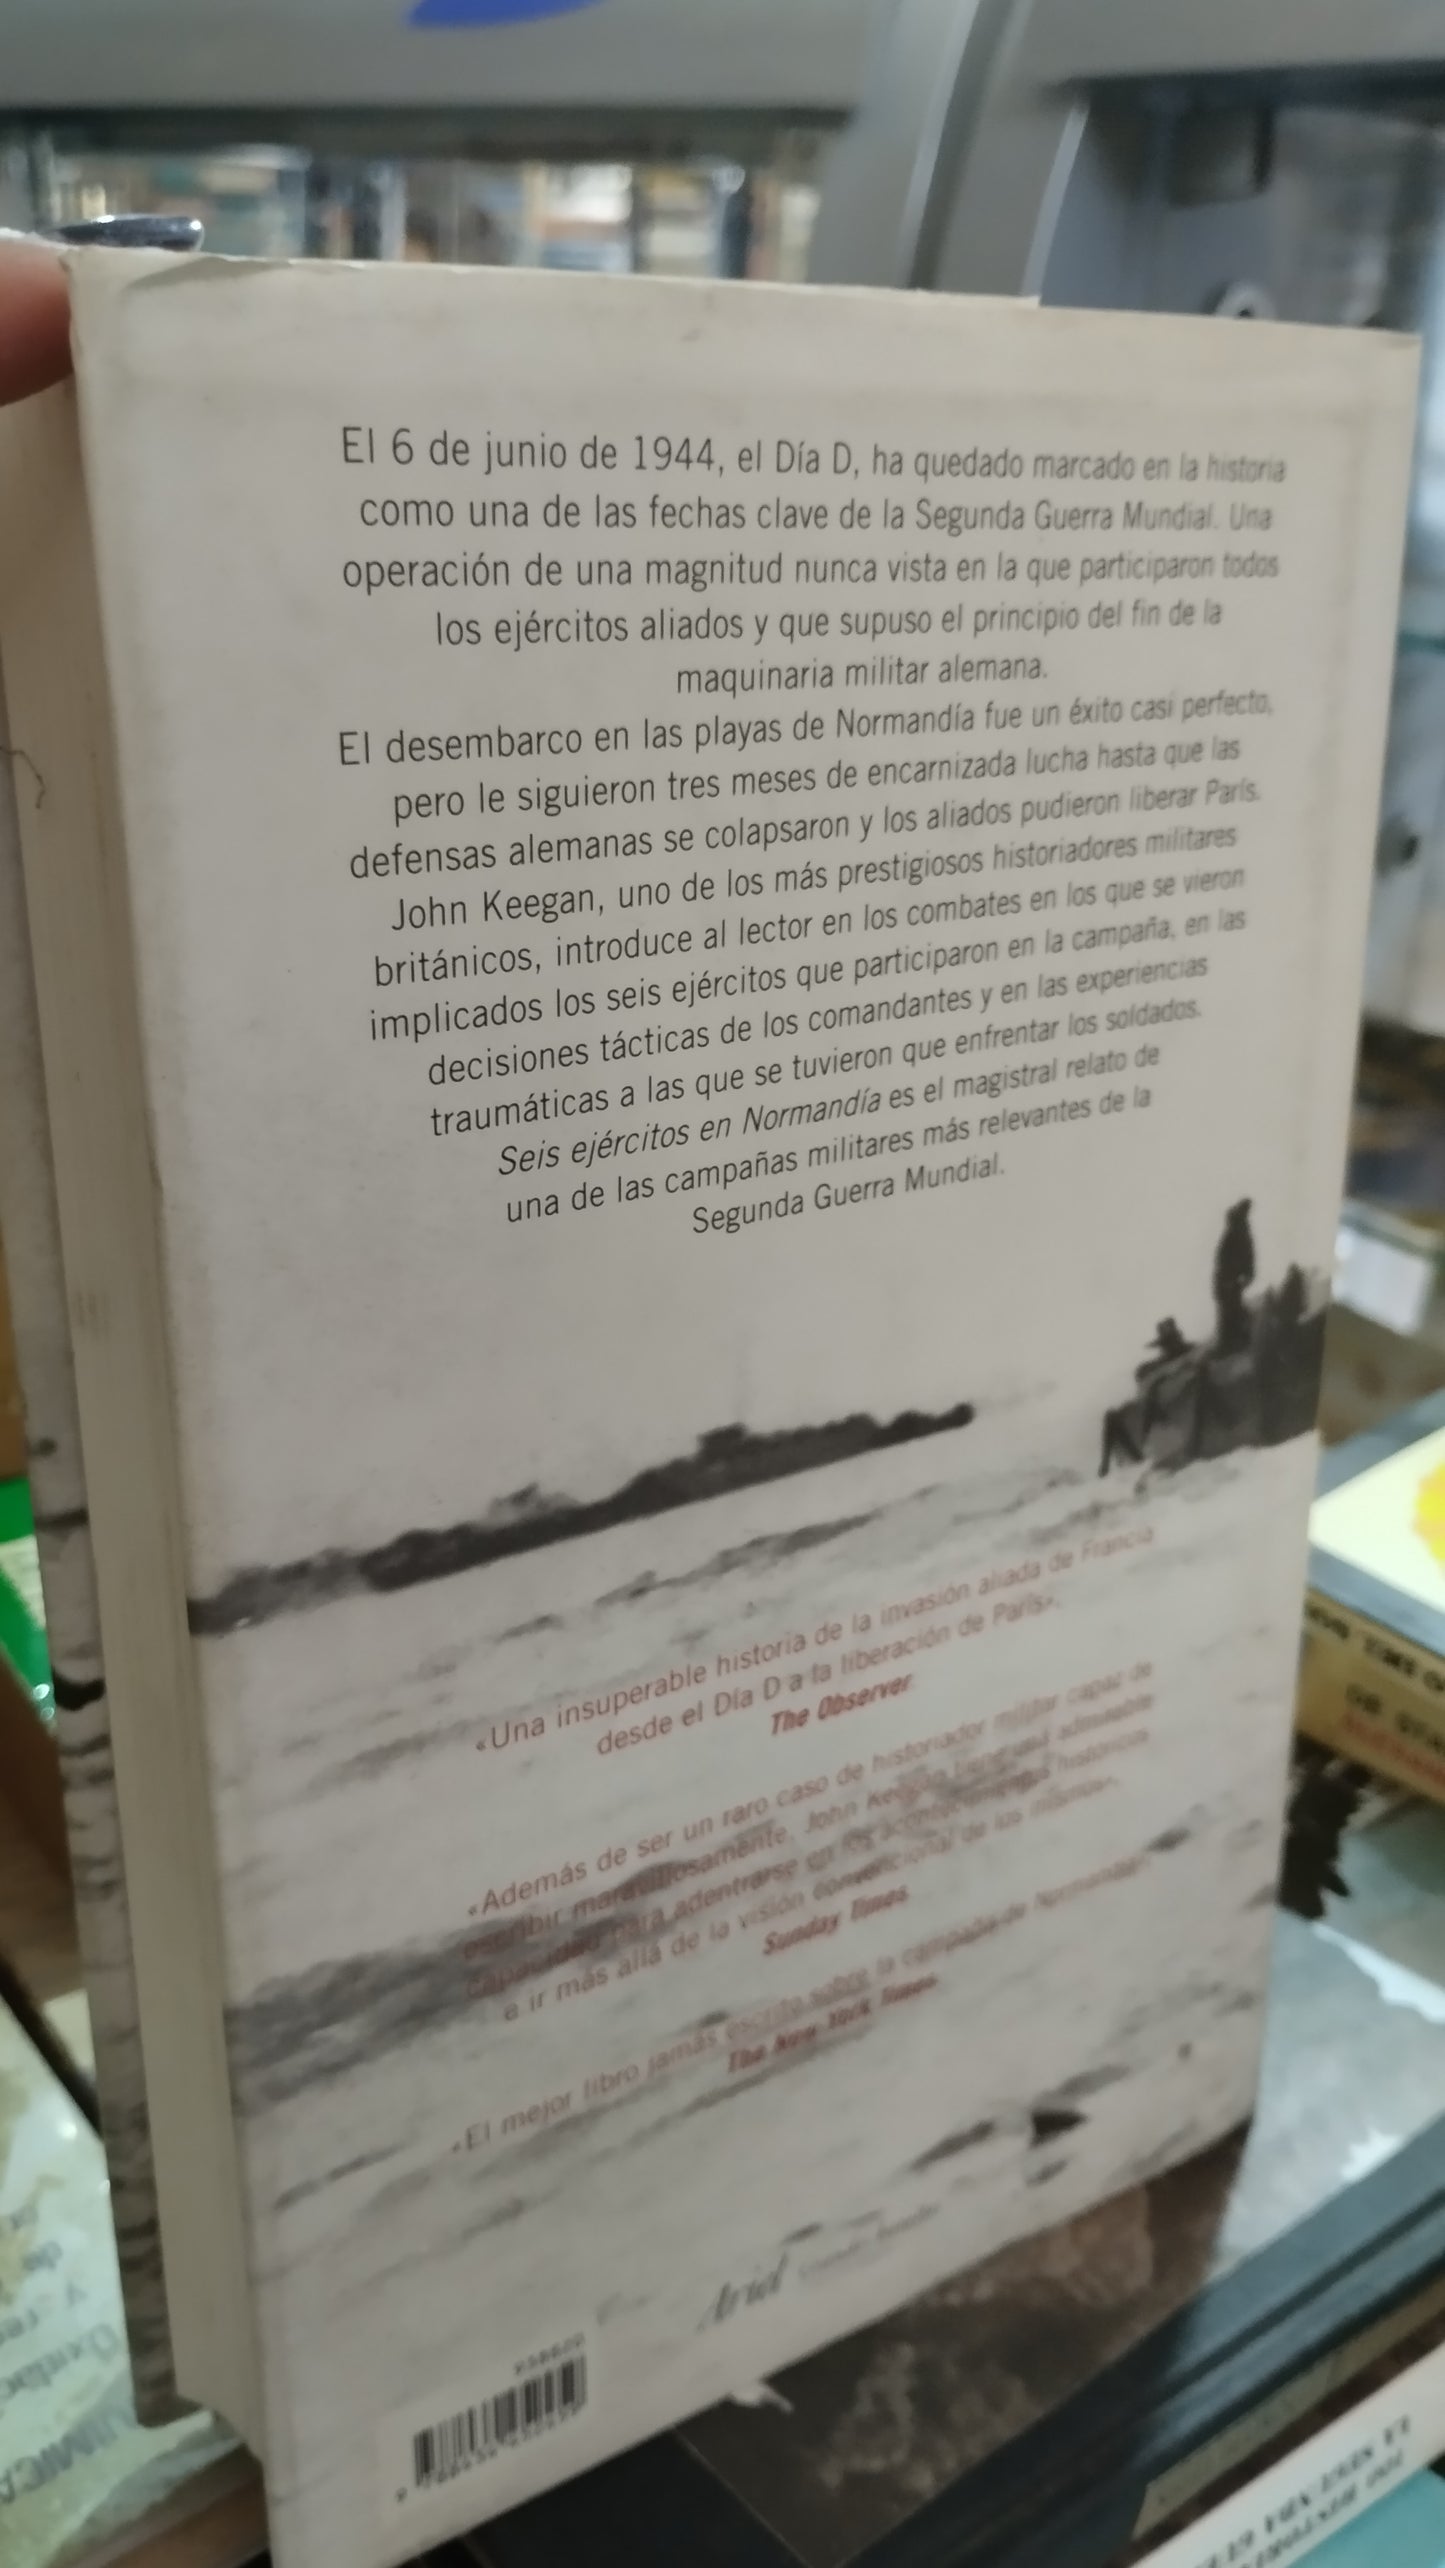 El 6 de junio de 1944, el Día D, ha quedado marcado en la historia
como una de las fechas clave de la Segunda Guerra Mundial. Una
operación de una magnitud nunca vista en la que participaron todos
los ejércitos aliados y que supuso el principio del fin de la
maquinaria militar alemana.
El desembarco en las playas de Normandía fue un éxito casi perfecto,
pero le siguieron tres meses de encarnizada lucha hasta que las
defensas alemanas se colapsaron y los aliados pudieron liberar París.
John Keegan, uno de los más prestigiosos historiadores militares
británicos, introduce al lector en los combates en los que se vieron
implicados los seis ejércitos que participaron en la campaña, en las
decisiones tácticas de los comandantes y en las experiencias
traumáticas a las que se tuvieron que enfrentar los soldados.
Seis ejércitos en Normandía es el magistral relato de
una de las campañas militares más relevantes de la
Segunda Guerra Mundial.
«Una insuperable historia de la invasión aliada de Francia
desde el Día D a la liberación de París».
The Observer
«Además de ser un raro caso de historiador militar capaz de
escribir maravillosamente, John Keegan tiene una admirable
capacidad para adentrarse en los acontecimientos históricos
e ir más allá de la visión convencional de los mismos».
Sunday Times
«El mejor libro jamás escrito sobre la campaña de Normandía».
The New York Times
Ariel